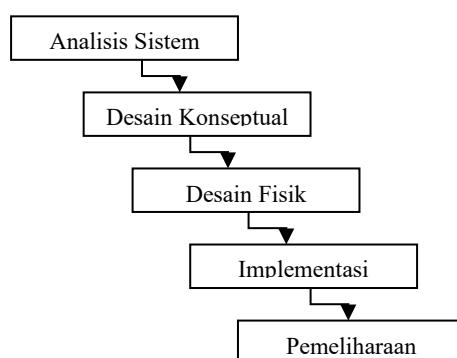 Analisis Sistem
Desain Konseptual
Desain Fisik
Implementasi
Pemeliharaan